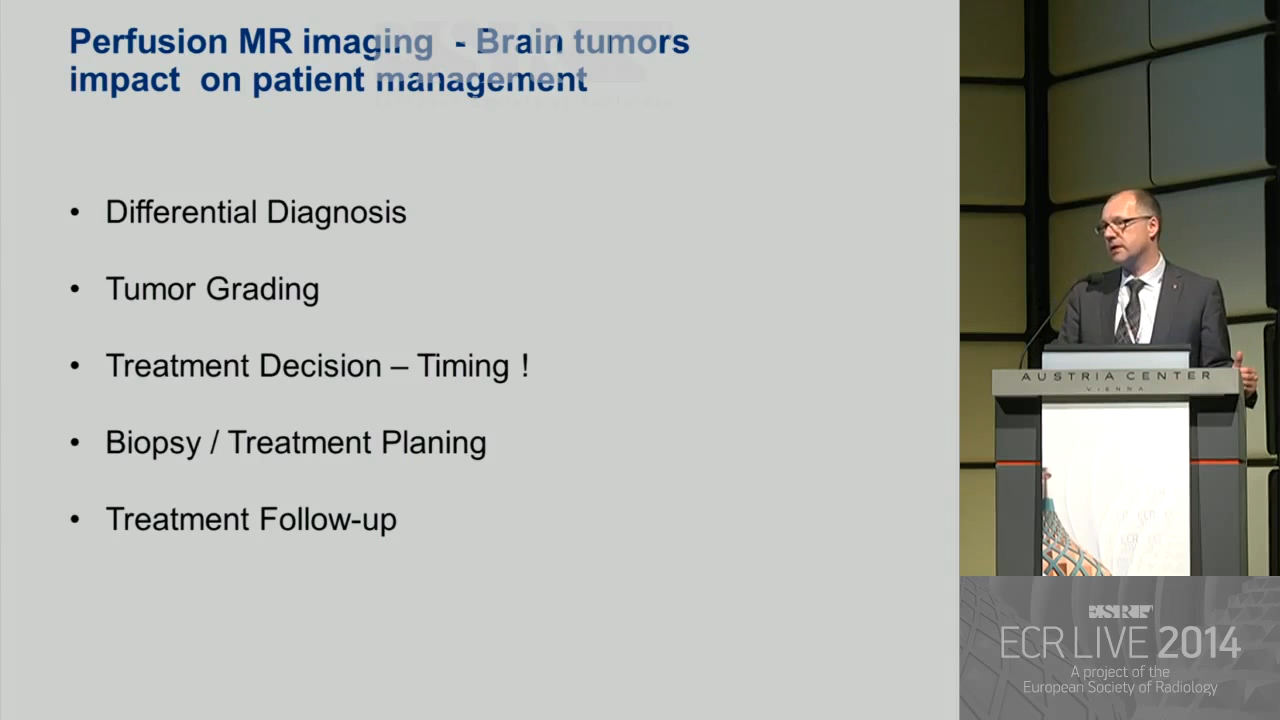 Perfusion MR imaging - Brain tumors
impact on patient management
• Differential Diagnosis
• Tumor Grading
• Treatment Decision – Timing !
• Biopsy / Treatment Planing
• Treatment Follow-up
AUSTRIA CENTER
VIENNA
ECR LIVE 2014
A project of the
European Society of Radiology